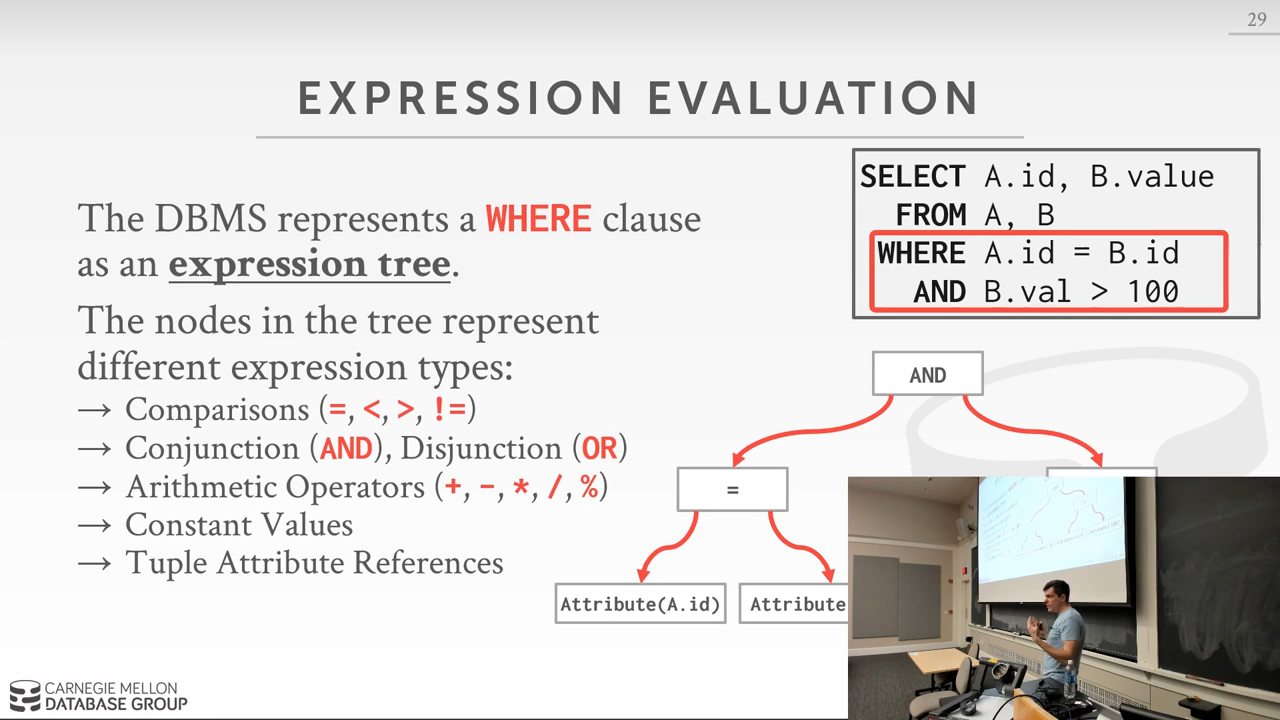 29
EXPRESSION EVALUATION
The DBMS represents a WHERE clause
as an expression tree.
The nodes in the tree represent
different expression types:
→ Comparisons (=, <, >, !=)
→ Conjunction (AND), Disjunction (OR)
→ Arithmetic Operators (+, -, *, /, %)
→ Constant Values
→ Tuple Attribute References
SELECT A.id, B.value
FROM A, B
WHERE A.id = B.id
AND B.val > 100
AND
=
Attribute(A.id)
Attribute
CARNEGIE MELLON
DATABASE GROUP